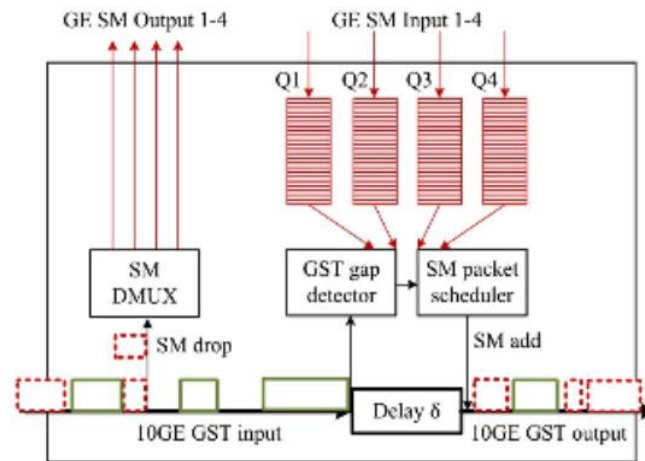 GE SM Output 1-4
GE SM Input 1-4
Q1
Q2
Q3
Q4
SM
DMUX
GST gap
detector
SM packet
scheduler
SM drop
SM add
Delay δ
10GE GST input
10GE GST output